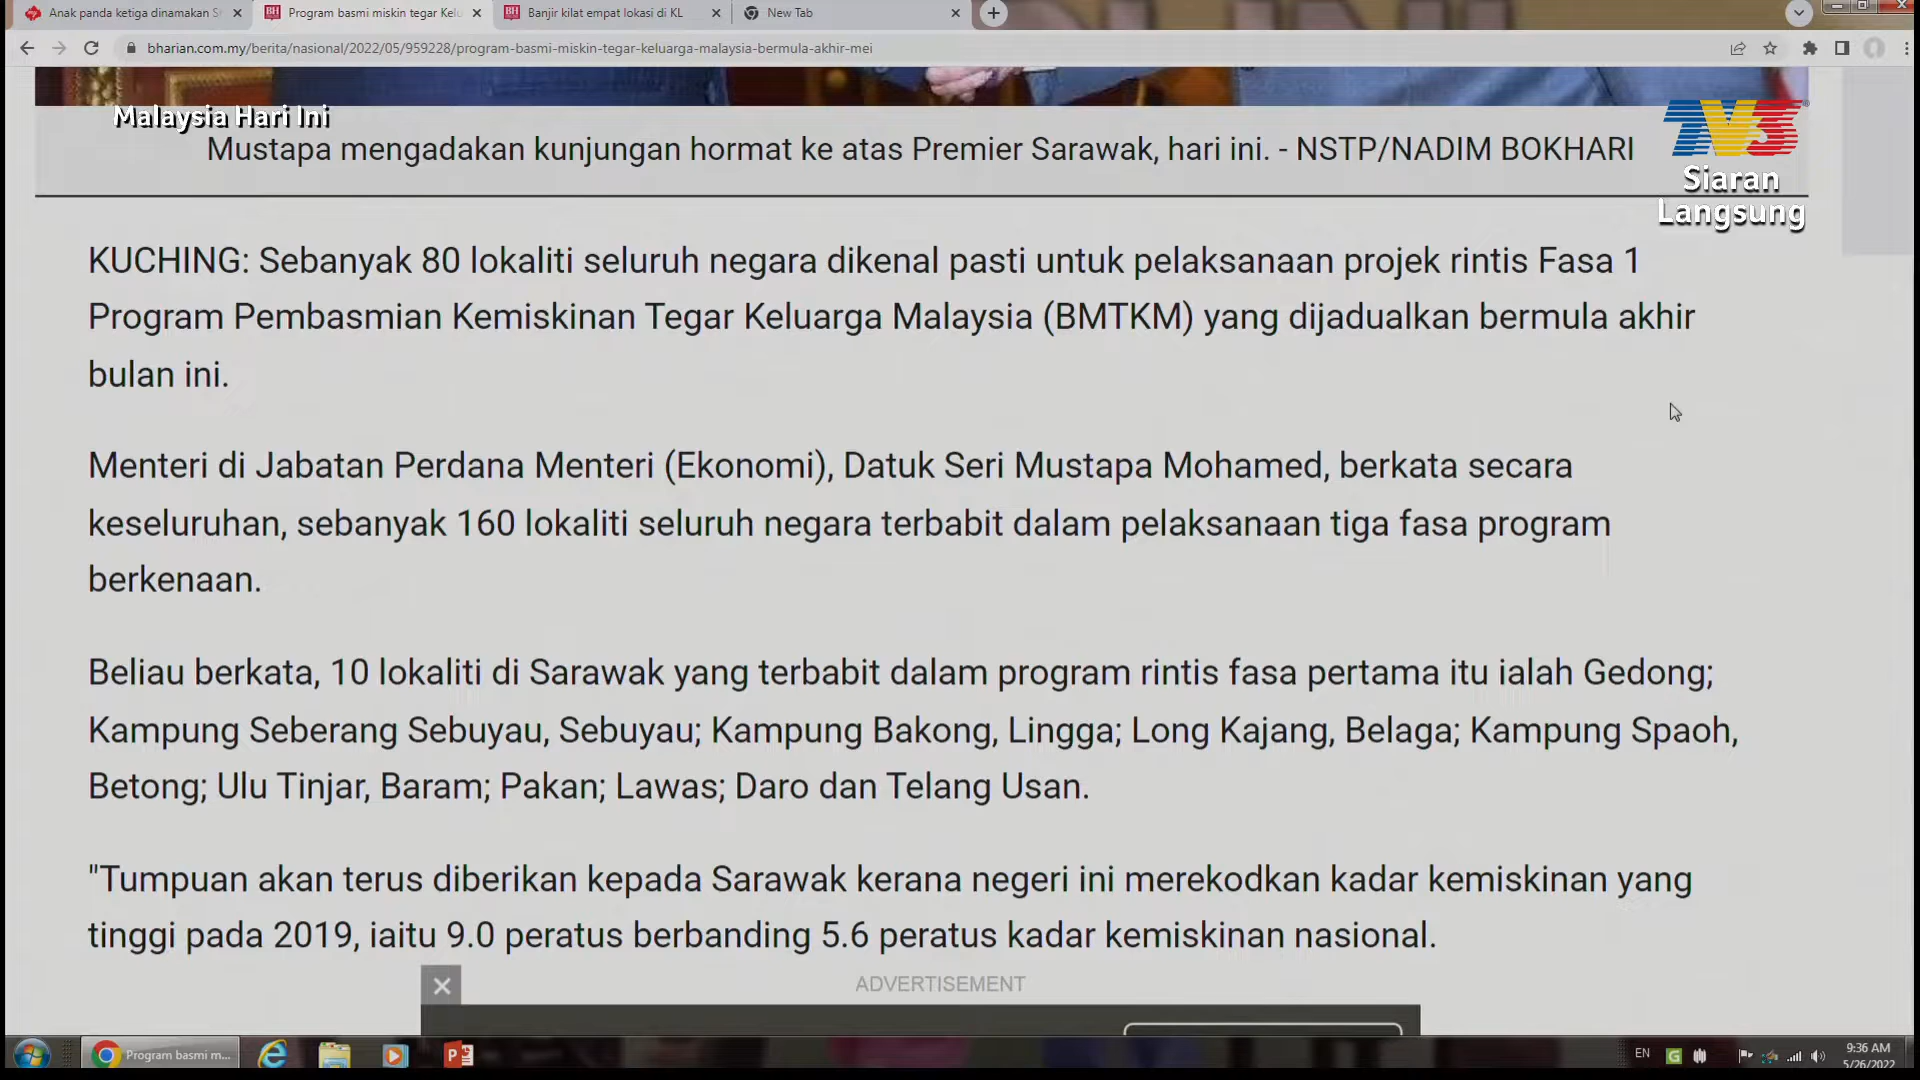 Anak panda ketiga dinamakan S
Program basmi miskin tegar Kelu
Banjir kilat empat lokasi di KL
New Tab
bharian.com.my/berita/nasional/2022/05/959228/program-basmi-miskin-tegar-keluarga-malaysia-bermula-akhir-mei
Malaysia Hari Ini
TV3
Siaran
Langsung
Mustapa mengadakan kunjungan hormat ke atas Premier Sarawak, hari ini. - NSTP/NADIM BOKHARI
KUCHING: Sebanyak 80 lokaliti seluruh negara dikenal pasti untuk pelaksanaan projek rintis Fasa 1
Program Pembasmian Kemiskinan Tegar Keluarga Malaysia (BMTKM) yang dijadualkan bermula akhir
bulan ini.
Menteri di Jabatan Perdana Menteri (Ekonomi), Datuk Seri Mustapa Mohamed, berkata secara
keseluruhan, sebanyak 160 lokaliti seluruh negara terbabit dalam pelaksanaan tiga fasa program
berkenaan.
Beliau berkata, 10 lokaliti di Sarawak yang terbabit dalam program rintis fasa pertama itu ialah Gedong;
Kampung Seberang Sebuyau, Sebuyau; Kampung Bakong, Lingga; Long Kajang, Belaga; Kampung Spaoh,
Betong; Ulu Tinjar, Baram; Pakan; Lawas; Daro dan Telang Usan.
"Tumpuan akan terus diberikan kepada Sarawak kerana negeri ini merekodkan kadar kemiskinan yang
tinggi pada 2019, iaitu 9.0 peratus berbanding 5.6 peratus kadar kemiskinan nasional.
ADVERTISEMENT
Program basmi m...
EN
9:36 AM
5/26/2022